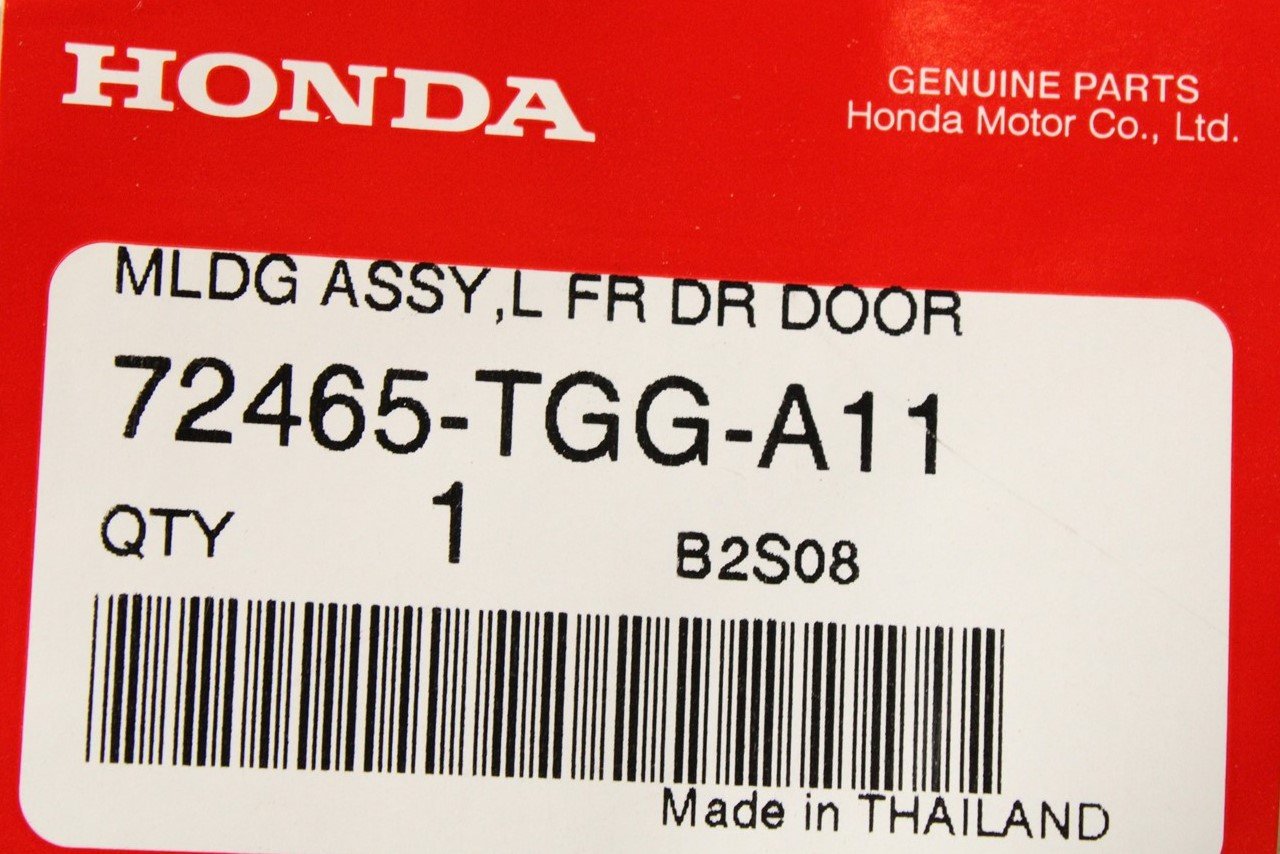 HONDA
GENUINE PARTS
Honda Motor Co., Ltd.
MLDG ASSY,L FR DR DOOR
72465-TGG-A11
QTY 1 B2S08
Made in THAILAND